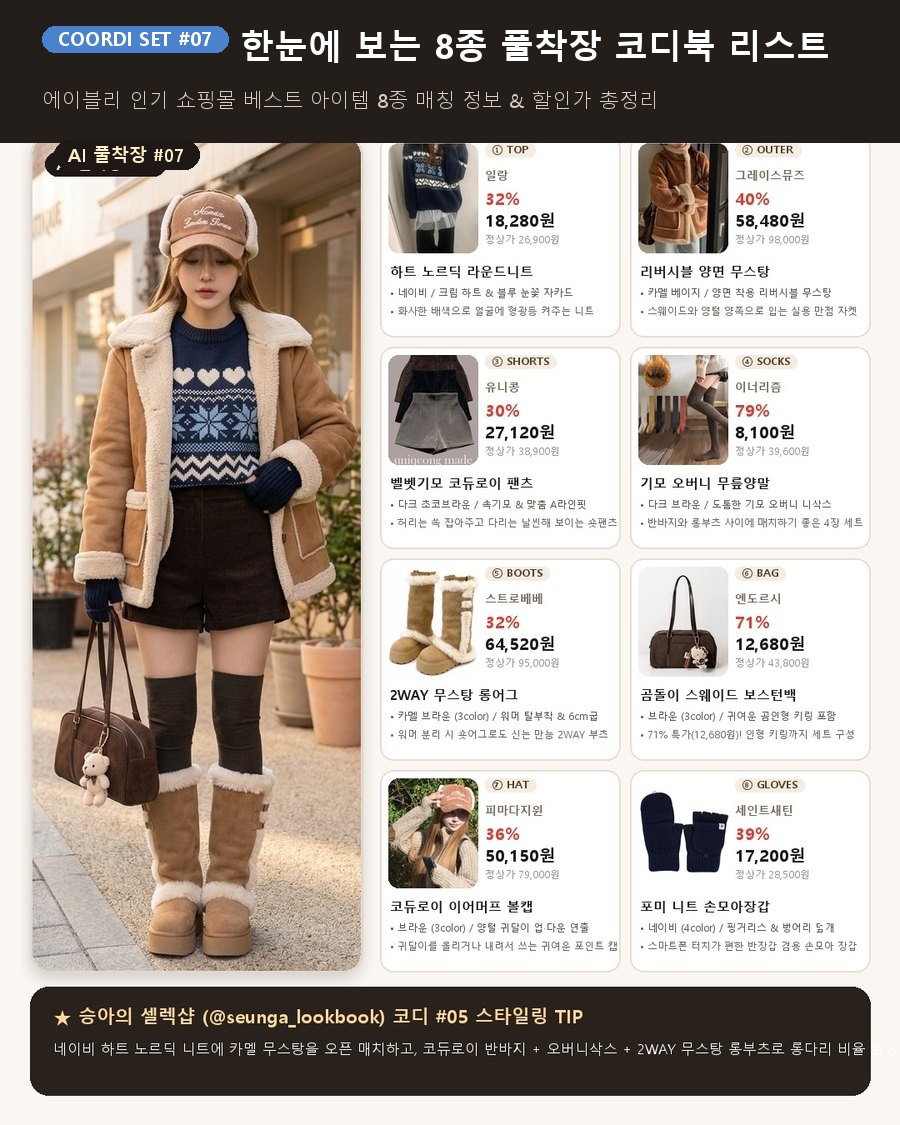 COORDI SET #07
한눈에 보는 8종 풀착장 코디북 리스트
에이블리 인기 쇼핑몰 베스트 아이템 8종 매칭 정보 & 할인가 총정리
AI 풀착장 #07
① TOP
일랑
32%
18,280원
정상가 26,900원
하트 노르딕 라운드니트
• 네이비 / 크림 하트 & 블루 눈꽃 자카드
• 화사한 배색으로 얼굴에 형광등 켜주는 니트
② OUTER
그레이스뮤즈
40%
58,480원
정상가 98,000원
리버시블 양면 무스탕
• 카멜 베이지 / 양면 착용 리버시블 무스탕
• 스웨이드와 양털 양쪽으로 입는 실용 만점 자켓
③ SHORTS
유니콩
30%
27,120원
정상가 38,900원
uniqcong made
벨벳기모 코듀로이 팬츠
• 다크 초코브라운 / 속기모 & 맞춤 A라인핏
• 허리는 쏙 잡아주고 다리는 날씬해 보이는 숏팬츠
④ SOCKS
이너리즘
79%
8,100원
정상가 39,600원
기모 오버니 무릎양말
• 다크 브라운 / 도톰한 기모 오버니 니삭스
• 반바지와 롱부츠 사이에 매치하기 좋은 4장 세트
⑤ BOOTS
스트로베베
32%
64,520원
정상가 95,000원
2WAY 무스탕 롱어그
• 카멜 브라운 (3color) / 워머 탈부착 & 6cm굽
• 워머 분리 시 숏어그로도 신는 만능 2WAY 부츠
⑥ BAG
엔도르시
71%
12,680원
정상가 43,800원
곰돌이 스웨이드 보스턴백
• 브라운 (3color) / 귀여운 곰인형 키링 포함
• 71% 특가(12,680원)! 인형 키링까지 세트 구성
⑦ HAT
피마다지원
36%
50,150원
정상가 79,000원
코듀로이 이어머프 볼캡
• 브라운 (3color) / 양털 귀달이 업·다운 연출
• 귀달이를 올리거나 내려서 쓰는 귀여운 포인트 캡
⑧ GLOVES
세인트새틴
39%
17,200원
정상가 28,500원
포미 니트 손모아장갑
• 네이비 (4color) / 핑거리스 & 벙어리 덮개
• 스마트폰 터치가 편한 반장갑 겸용 손모아 장갑
★ 승아의 셀렉샵 (@seunga_lookbook) 코디 #05 스타일링 TIP
네이비 하트 노르딕 니트에 카멜 무스탕을 오픈 매치하고, 코듀로이 반바지 + 오버니삭스 + 2WAY 무스탕 롱부츠로 롱다리 비율